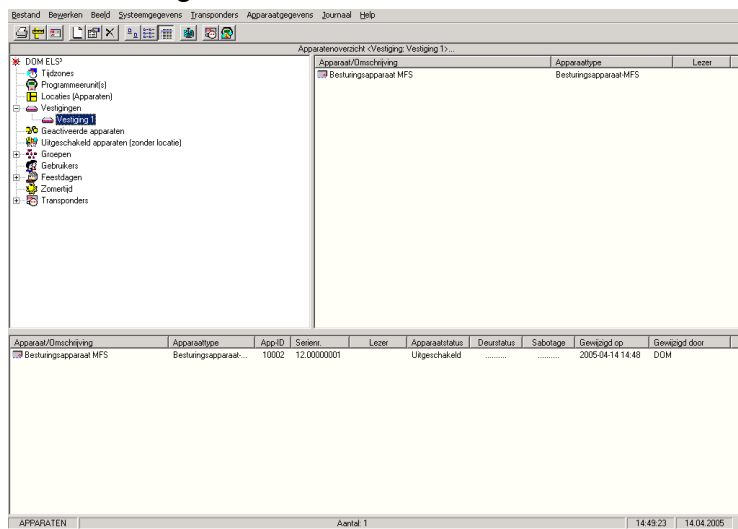 Bestand Bewerken Beeld Systeemgegevens Transponders Apparaatgegevens Journaal Help
Apparatenoverzicht <Vestiging: Vestiging 1>...
DOM ELS³
Tijdzones
Programmeerunit(s)
Locaties (Apparaten)
Vestigingen
Vestiging 1
Geactiveerde apparaten
Uitgeschakeld apparaten (zonder locatie)
Groepen
Gebruikers
Feestdagen
Zomertijd
Transponders
Apparaat/Omschrijving Apparaattype Lezer
Besturingsapparaat MFS Besturingsapparaat-MFS
Apparaat/Omschrijving Apparaattype App-ID Serienr. Lezer Apparaatstatus Deurstatus Sabotage Gewijzigd op Gewijzigd door
Besturingsapparaat MFS Besturingsapparaat-... 10002 12.00000001 Uitgeschakeld .......... .......... 2005-04-14 14:48 DOM
APPARATEN Aantal: 1 14:49:23 14.04.2005